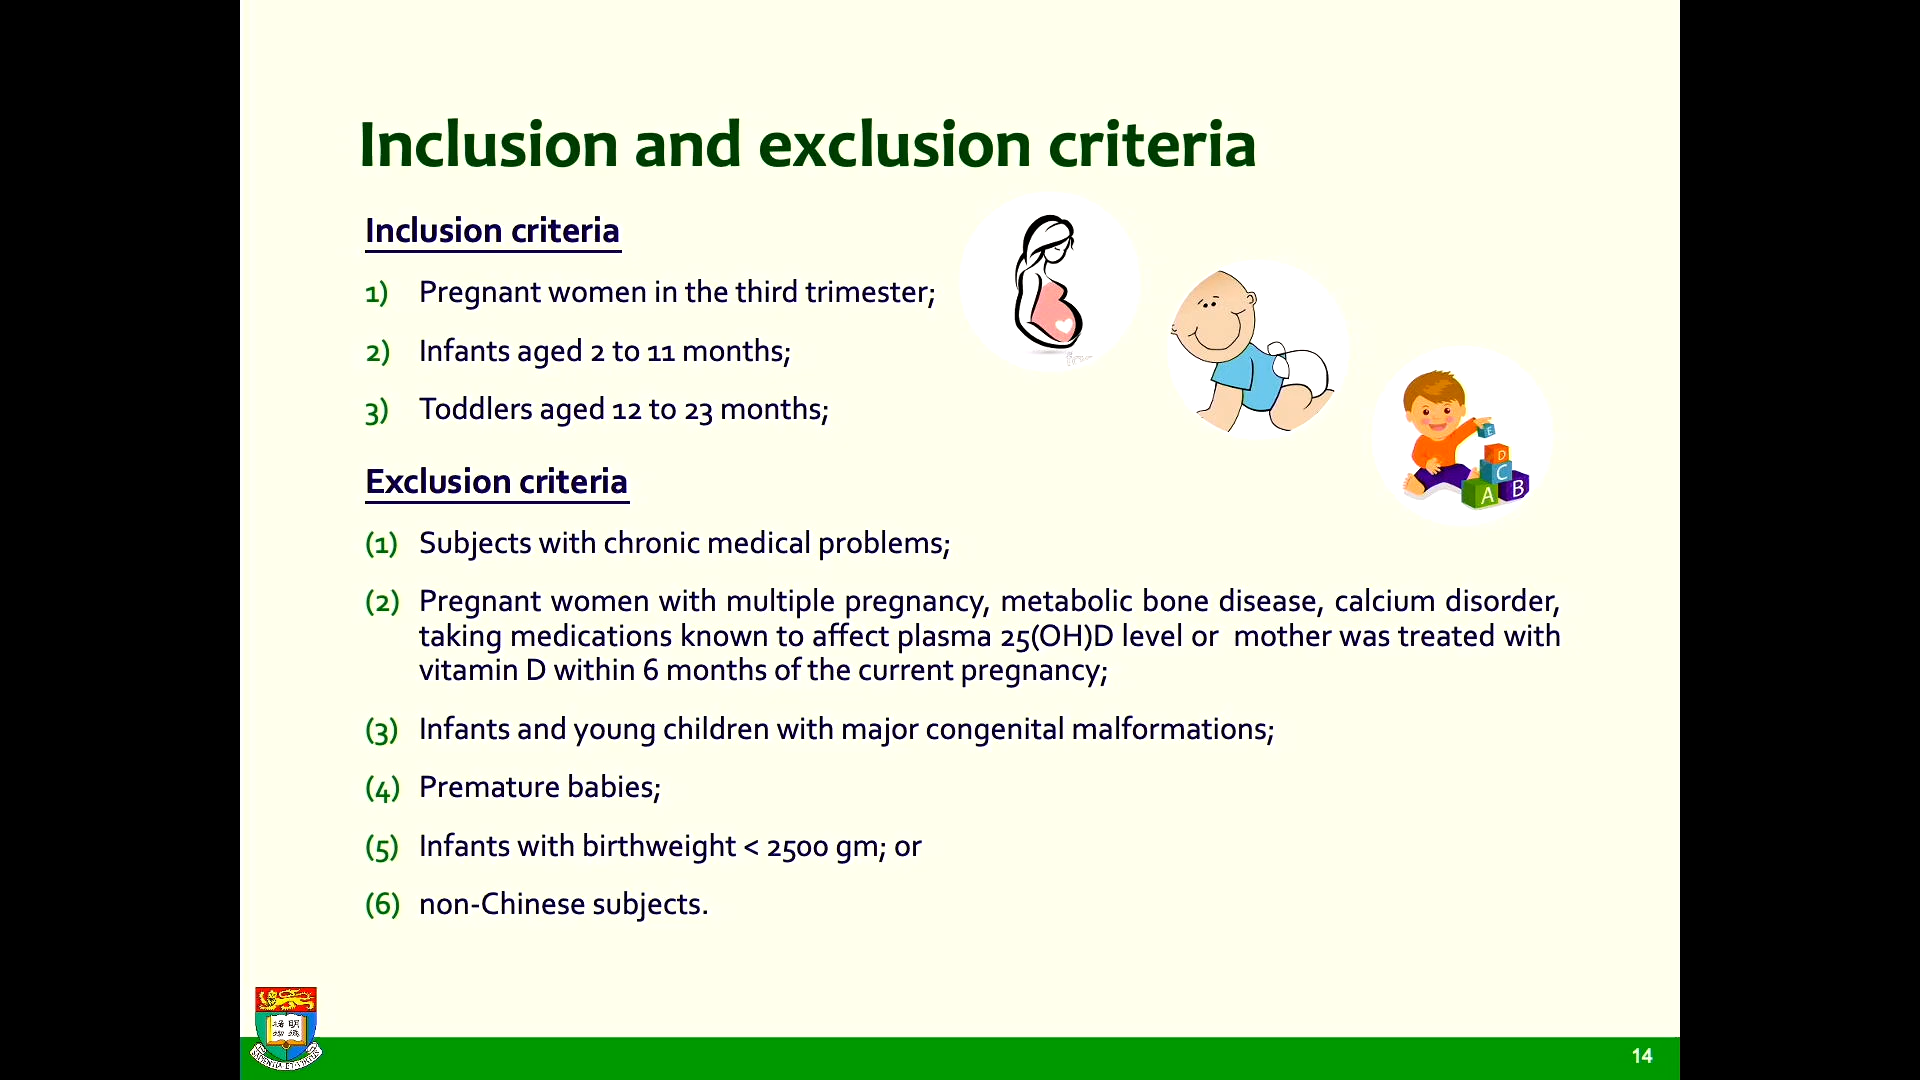 Inclusion and exclusion criteria
Inclusion criteria
1) Pregnant women in the third trimester;
2) Infants aged 2 to 11 months;
3) Toddlers aged 12 to 23 months;
E
D
C
A B
Exclusion criteria
(1) Subjects with chronic medical problems;
(2) Pregnant women with multiple pregnancy, metabolic bone disease, calcium disorder,
taking medications known to affect plasma 25(OH)D level or mother was treated with
vitamin D within 6 months of the current pregnancy;
(3) Infants and young children with major congenital malformations;
(4) Premature babies;
(5) Infants with birthweight < 2500 gm; or
(6) non-Chinese subjects.
14